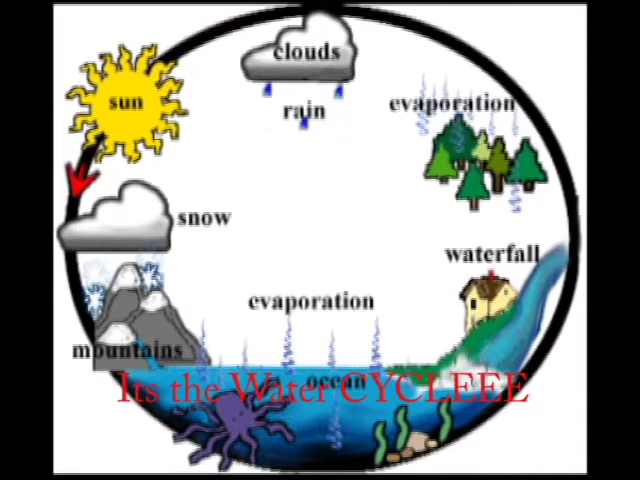 clouds
sun
rain
evaporation
snow
waterfall
evaporation
mountains
ocean
Its the Water CYCLEEE